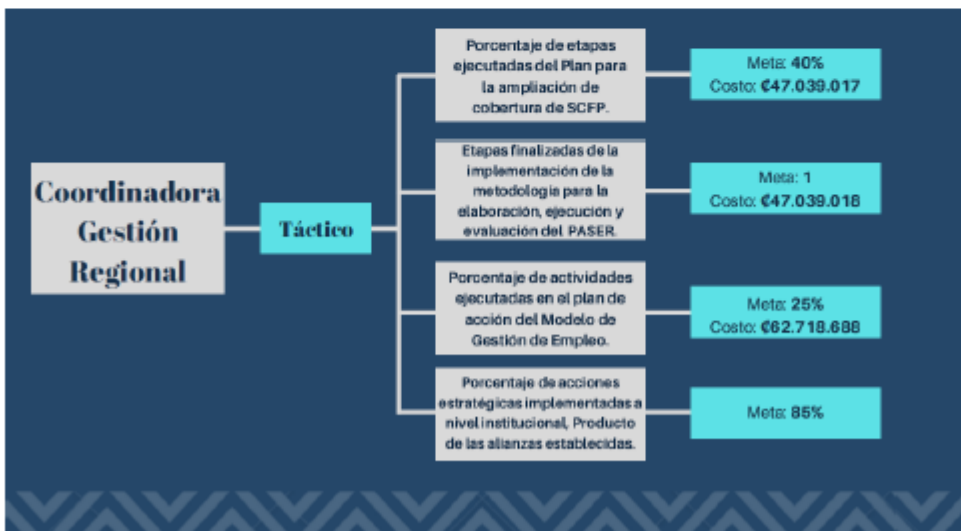 Coordinadora
Gestión
Regional
Táctico
Porcentaje de etapas
ejecutadas del Plan para
la ampliación de
cobertura de SCFP.
Meta: 40%
Costo: ₡47.039.017
Etapas finalizadas de la
implementación de la
metodología para la
elaboración, ejecución y
evaluación del PASER.
Meta: 1
Costo: ₡47.039.018
Porcentaje de actividades
ejecutadas en el plan de
acción del Modelo de
Gestión de Empleo.
Meta: 25%
Costo: ₡62.718.688
Porcentaje de acciones
estratégicas implementadas a
nivel institucional, Producto
de las alianzas establecidas.
Meta: 85%